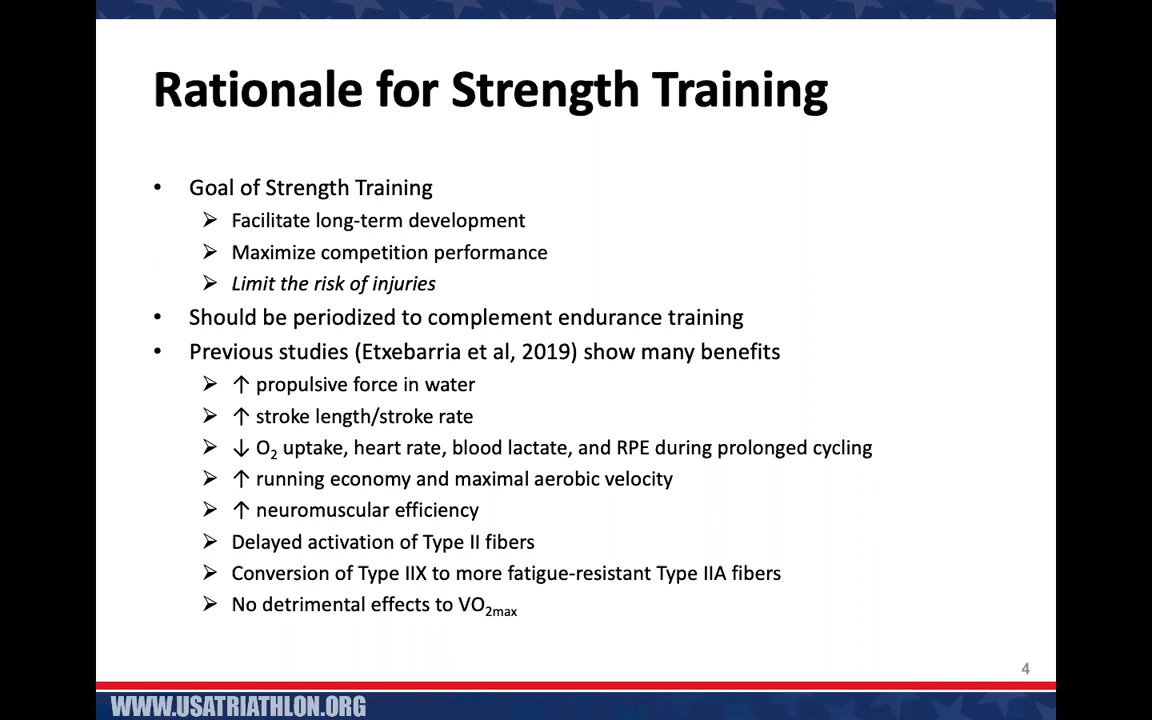 Rationale for Strength Training
• Goal of Strength Training
➢ Facilitate long-term development
➢ Maximize competition performance
➢ Limit the risk of injuries
• Should be periodized to complement endurance training
• Previous studies (Etxebarria et al, 2019) show many benefits
➢ ↑ propulsive force in water
➢ ↑ stroke length/stroke rate
➢ ↓ O₂ uptake, heart rate, blood lactate, and RPE during prolonged cycling
➢ ↑ running economy and maximal aerobic velocity
➢ ↑ neuromuscular efficiency
➢ Delayed activation of Type II fibers
➢ Conversion of Type IIX to more fatigue-resistant Type IIA fibers
➢ No detrimental effects to VO₂max
4
WWW.USATRIATHLON.ORG